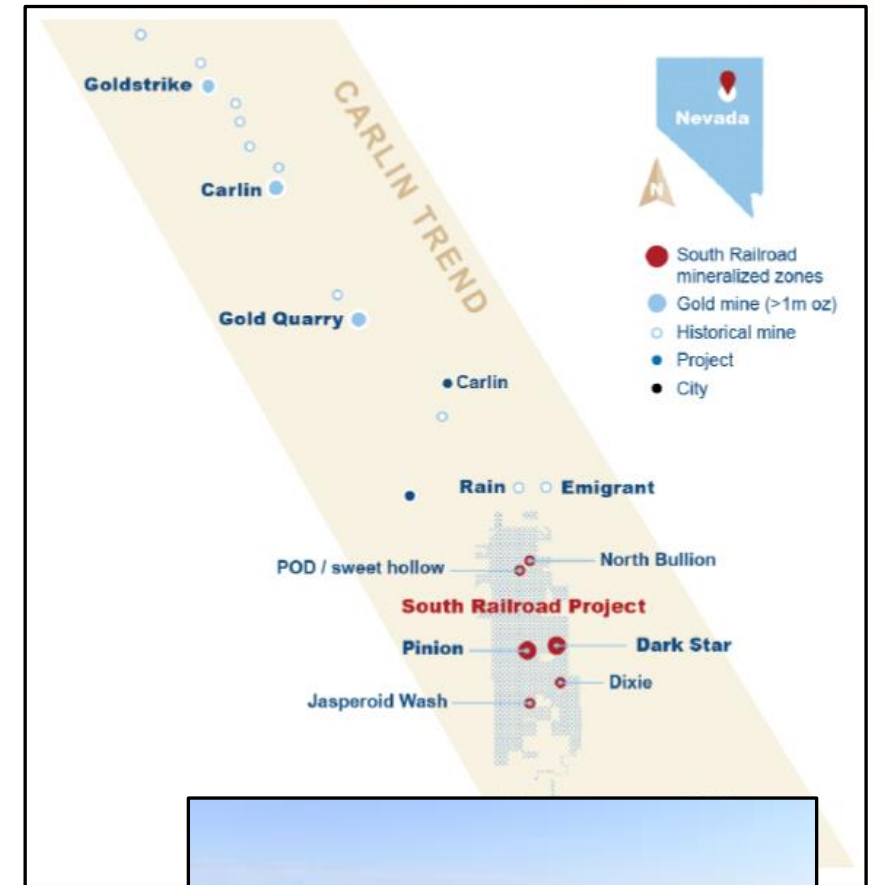 Goldstrike
CARLIN TREND
Nevada
Carlin
N
South Railroad
mineralized zones
Gold mine (>1m oz)
Historical mine
Project
City
Gold Quarry
Carlin
Rain
Emigrant
North Bullion
POD / sweet hollow
South Railroad Project
Pinion
Dark Star
Dixie
Jasperoid Wash